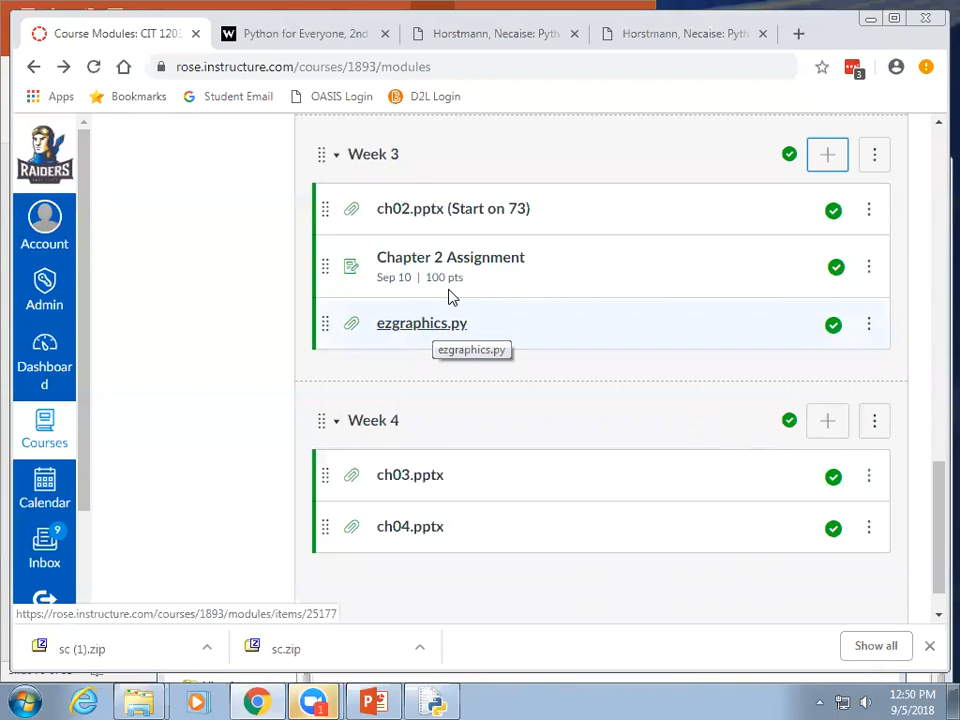 Course Modules: CIT 1203
Python for Everyone, 2nd
Horstmann, Necaise: Pyth
Horstmann, Necaise: Pyth
rose.instructure.com/courses/1893/modules
3
Apps
Bookmarks
Student Email
OASIS Login
D2L Login
RAIDERS
Account
Admin
Dashboar
d
Courses
Calendar
9
Inbox
Week 3
ch02.pptx (Start on 73)
Chapter 2 Assignment
Sep 10 | 100 pts
ezgraphics.py
ezgraphics.py
Week 4
ch03.pptx
ch04.pptx
https://rose.instructure.com/courses/1893/modules/items/25177
sc (1).zip
sc.zip
Show all
1
12:50 PM
9/5/2018